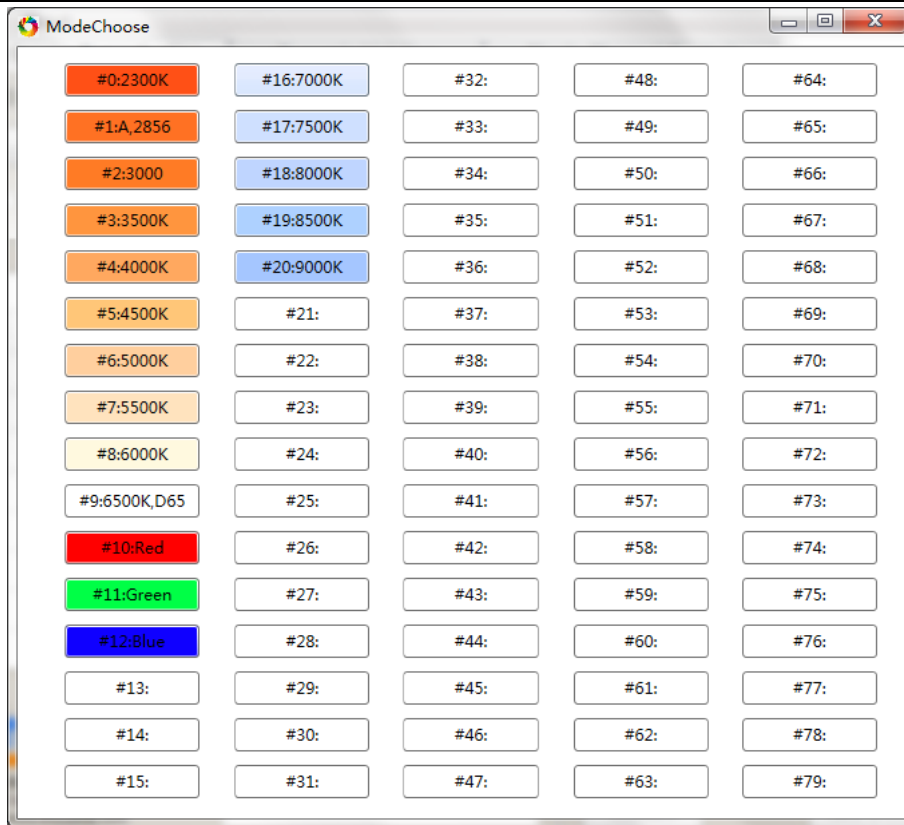 ModeChoose
#0:2300K #16:7000K #32: #48: #64:
#1:A,2856 #17:7500K #33: #49: #65:
#2:3000 #18:8000K #34: #50: #66:
#3:3500K #19:8500K #35: #51: #67:
#4:4000K #20:9000K #36: #52: #68:
#5:4500K #21: #37: #53: #69:
#6:5000K #22: #38: #54: #70:
#7:5500K #23: #39: #55: #71:
#8:6000K #24: #40: #56: #72:
#9:6500K,D65 #25: #41: #57: #73:
#10:Red #26: #42: #58: #74:
#11:Green #27: #43: #59: #75:
#12:Blue #28: #44: #60: #76:
#13: #29: #45: #61: #77:
#14: #30: #46: #62: #78:
#15: #31: #47: #63: #79: